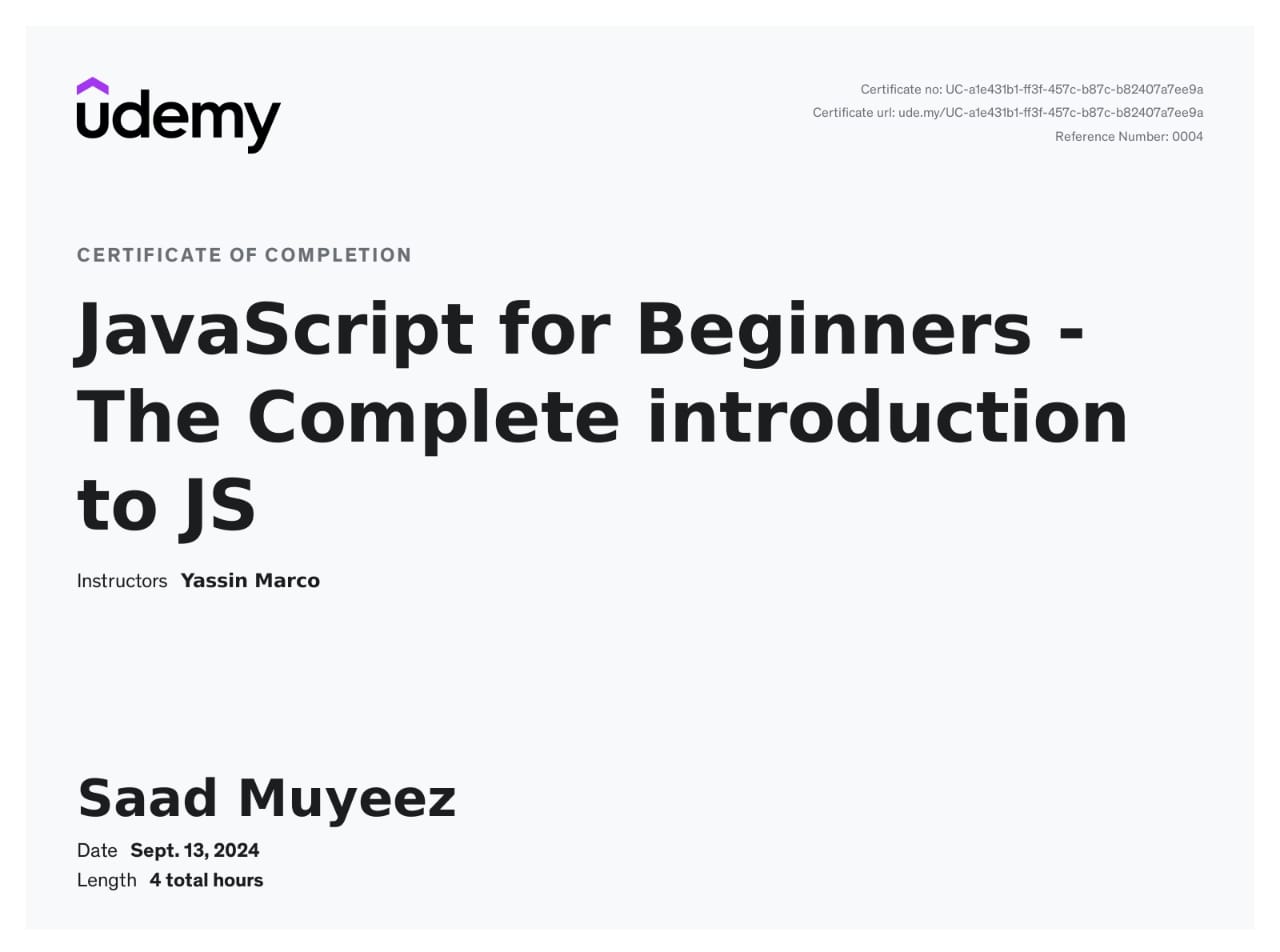 udemy
Certificate no: UC-a1e431b1-ff3f-457c-b87c-b82407a7ee9a
Certificate url: ude.my/UC-a1e431b1-ff3f-457c-b87c-b82407a7ee9a
Reference Number: 0004
CERTIFICATE OF COMPLETION
JavaScript for Beginners -
The Complete introduction
to JS
Instructors Yassin Marco
Saad Muyeez
Date Sept. 13, 2024
Length 4 total hours